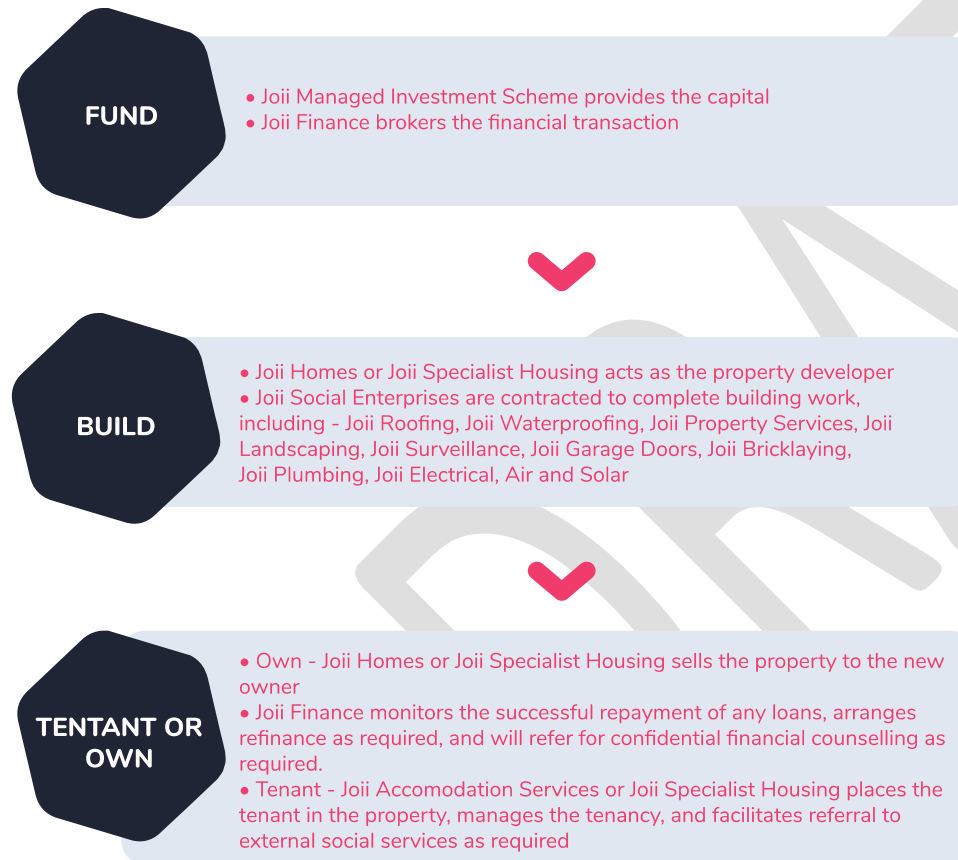 FUND
• Joii Managed Investment Scheme provides the capital
• Joii Finance brokers the financial transaction
BUILD
• Joii Homes or Joii Specialist Housing acts as the property developer
• Joii Social Enterprises are contracted to complete building work,
including - Joii Roofing, Joii Waterproofing, Joii Property Services, Joii
Landscaping, Joii Surveillance, Joii Garage Doors, Joii Bricklaying,
Joii Plumbing, Joii Electrical, Air and Solar
TENTANT OR
OWN
• Own - Joii Homes or Joii Specialist Housing sells the property to the new
owner
• Joii Finance monitors the successful repayment of any loans, arranges
refinance as required, and will refer for confidential financial counselling as
required.
• Tenant - Joii Accomodation Services or Joii Specialist Housing places the
tenant in the property, manages the tenancy, and facilitates referral to
external social services as required